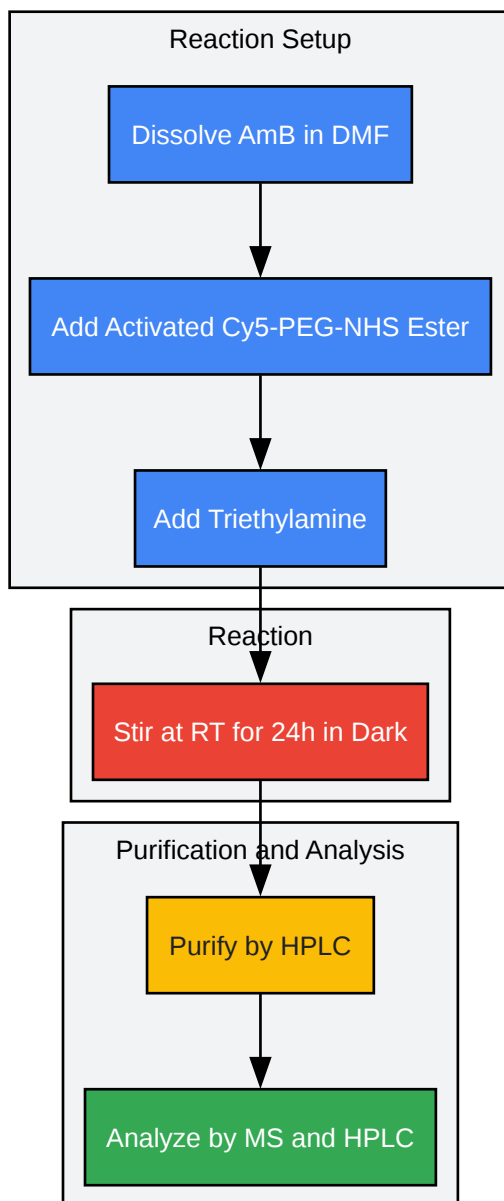 Reaction Setup
Dissolve AmB in DMF
Add Activated Cy5-PEG-NHS Ester
Add Triethylamine
Reaction
Stir at RT for 24h in Dark
Purification and Analysis
Purify by HPLC
Analyze by MS and HPLC